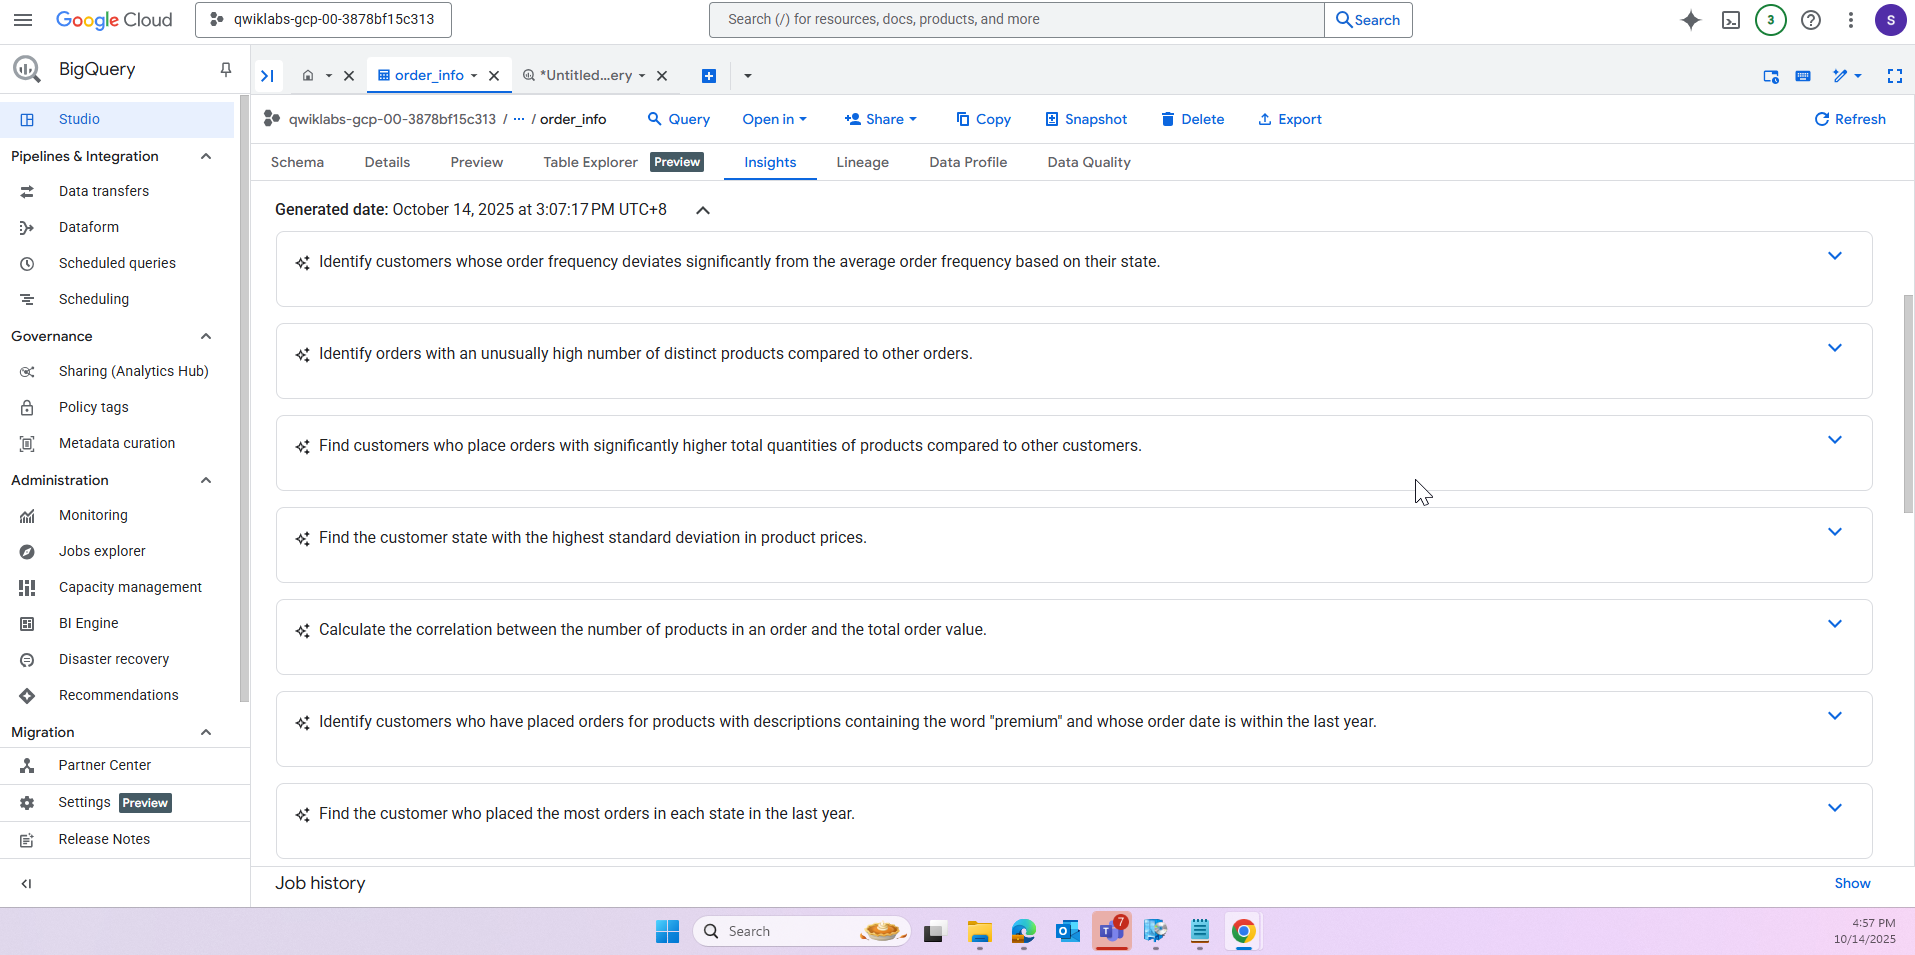 Google Cloud
qwiklabs-gcp-00-3878bf15c313
Search (/) for resources, docs, products, and more
Search
3
S
BigQuery
order_info
*Untitled...ery
Studio
Pipelines & Integration
Data transfers
Dataform
Scheduled queries
Scheduling
Governance
Sharing (Analytics Hub)
Policy tags
Metadata curation
Administration
Monitoring
Jobs explorer
Capacity management
BI Engine
Disaster recovery
Recommendations
Migration
Partner Center
Settings Preview
Release Notes
qwiklabs-gcp-00-3878bf15c313 / ··· / order_info
Query
Open in
Share
Copy
Snapshot
Delete
Export
Refresh
Schema
Details
Preview
Table Explorer Preview
Insights
Lineage
Data Profile
Data Quality
Generated date: October 14, 2025 at 3:07:17 PM UTC+8
Identify customers whose order frequency deviates significantly from the average order frequency based on their state.
Identify orders with an unusually high number of distinct products compared to other orders.
Find customers who place orders with significantly higher total quantities of products compared to other customers.
Find the customer state with the highest standard deviation in product prices.
Calculate the correlation between the number of products in an order and the total order value.
Identify customers who have placed orders for products with descriptions containing the word "premium" and whose order date is within the last year.
Find the customer who placed the most orders in each state in the last year.
Job history
Show
Search
7
4:57 PM
10/14/2025